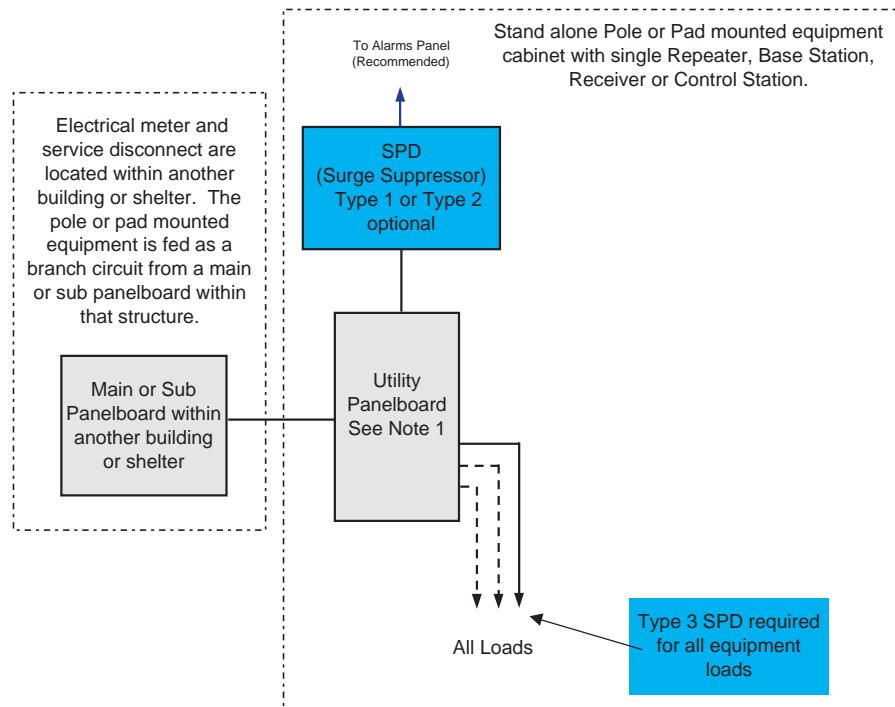 To Alarms Panel
(Recommended)
Stand alone Pole or Pad mounted equipment
cabinet with single Repeater, Base Station,
Receiver or Control Station.
Electrical meter and
service disconnect are
located within another
building or shelter. The
pole or pad mounted
equipment is fed as a
branch circuit from a main
or sub panelboard within
that structure.
SPD
(Surge Suppressor)
Type 1 or Type 2
optional
Main or Sub
Panelboard within
another building
or shelter
Utility
Panelboard
See Note 1
All Loads
Type 3 SPD required
for all equipment
loads